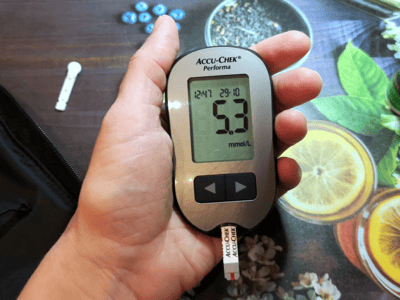 ACCU-CHEK®
Performa
12:47 29-10
5.3
mmol/L
ACCU-CHEK